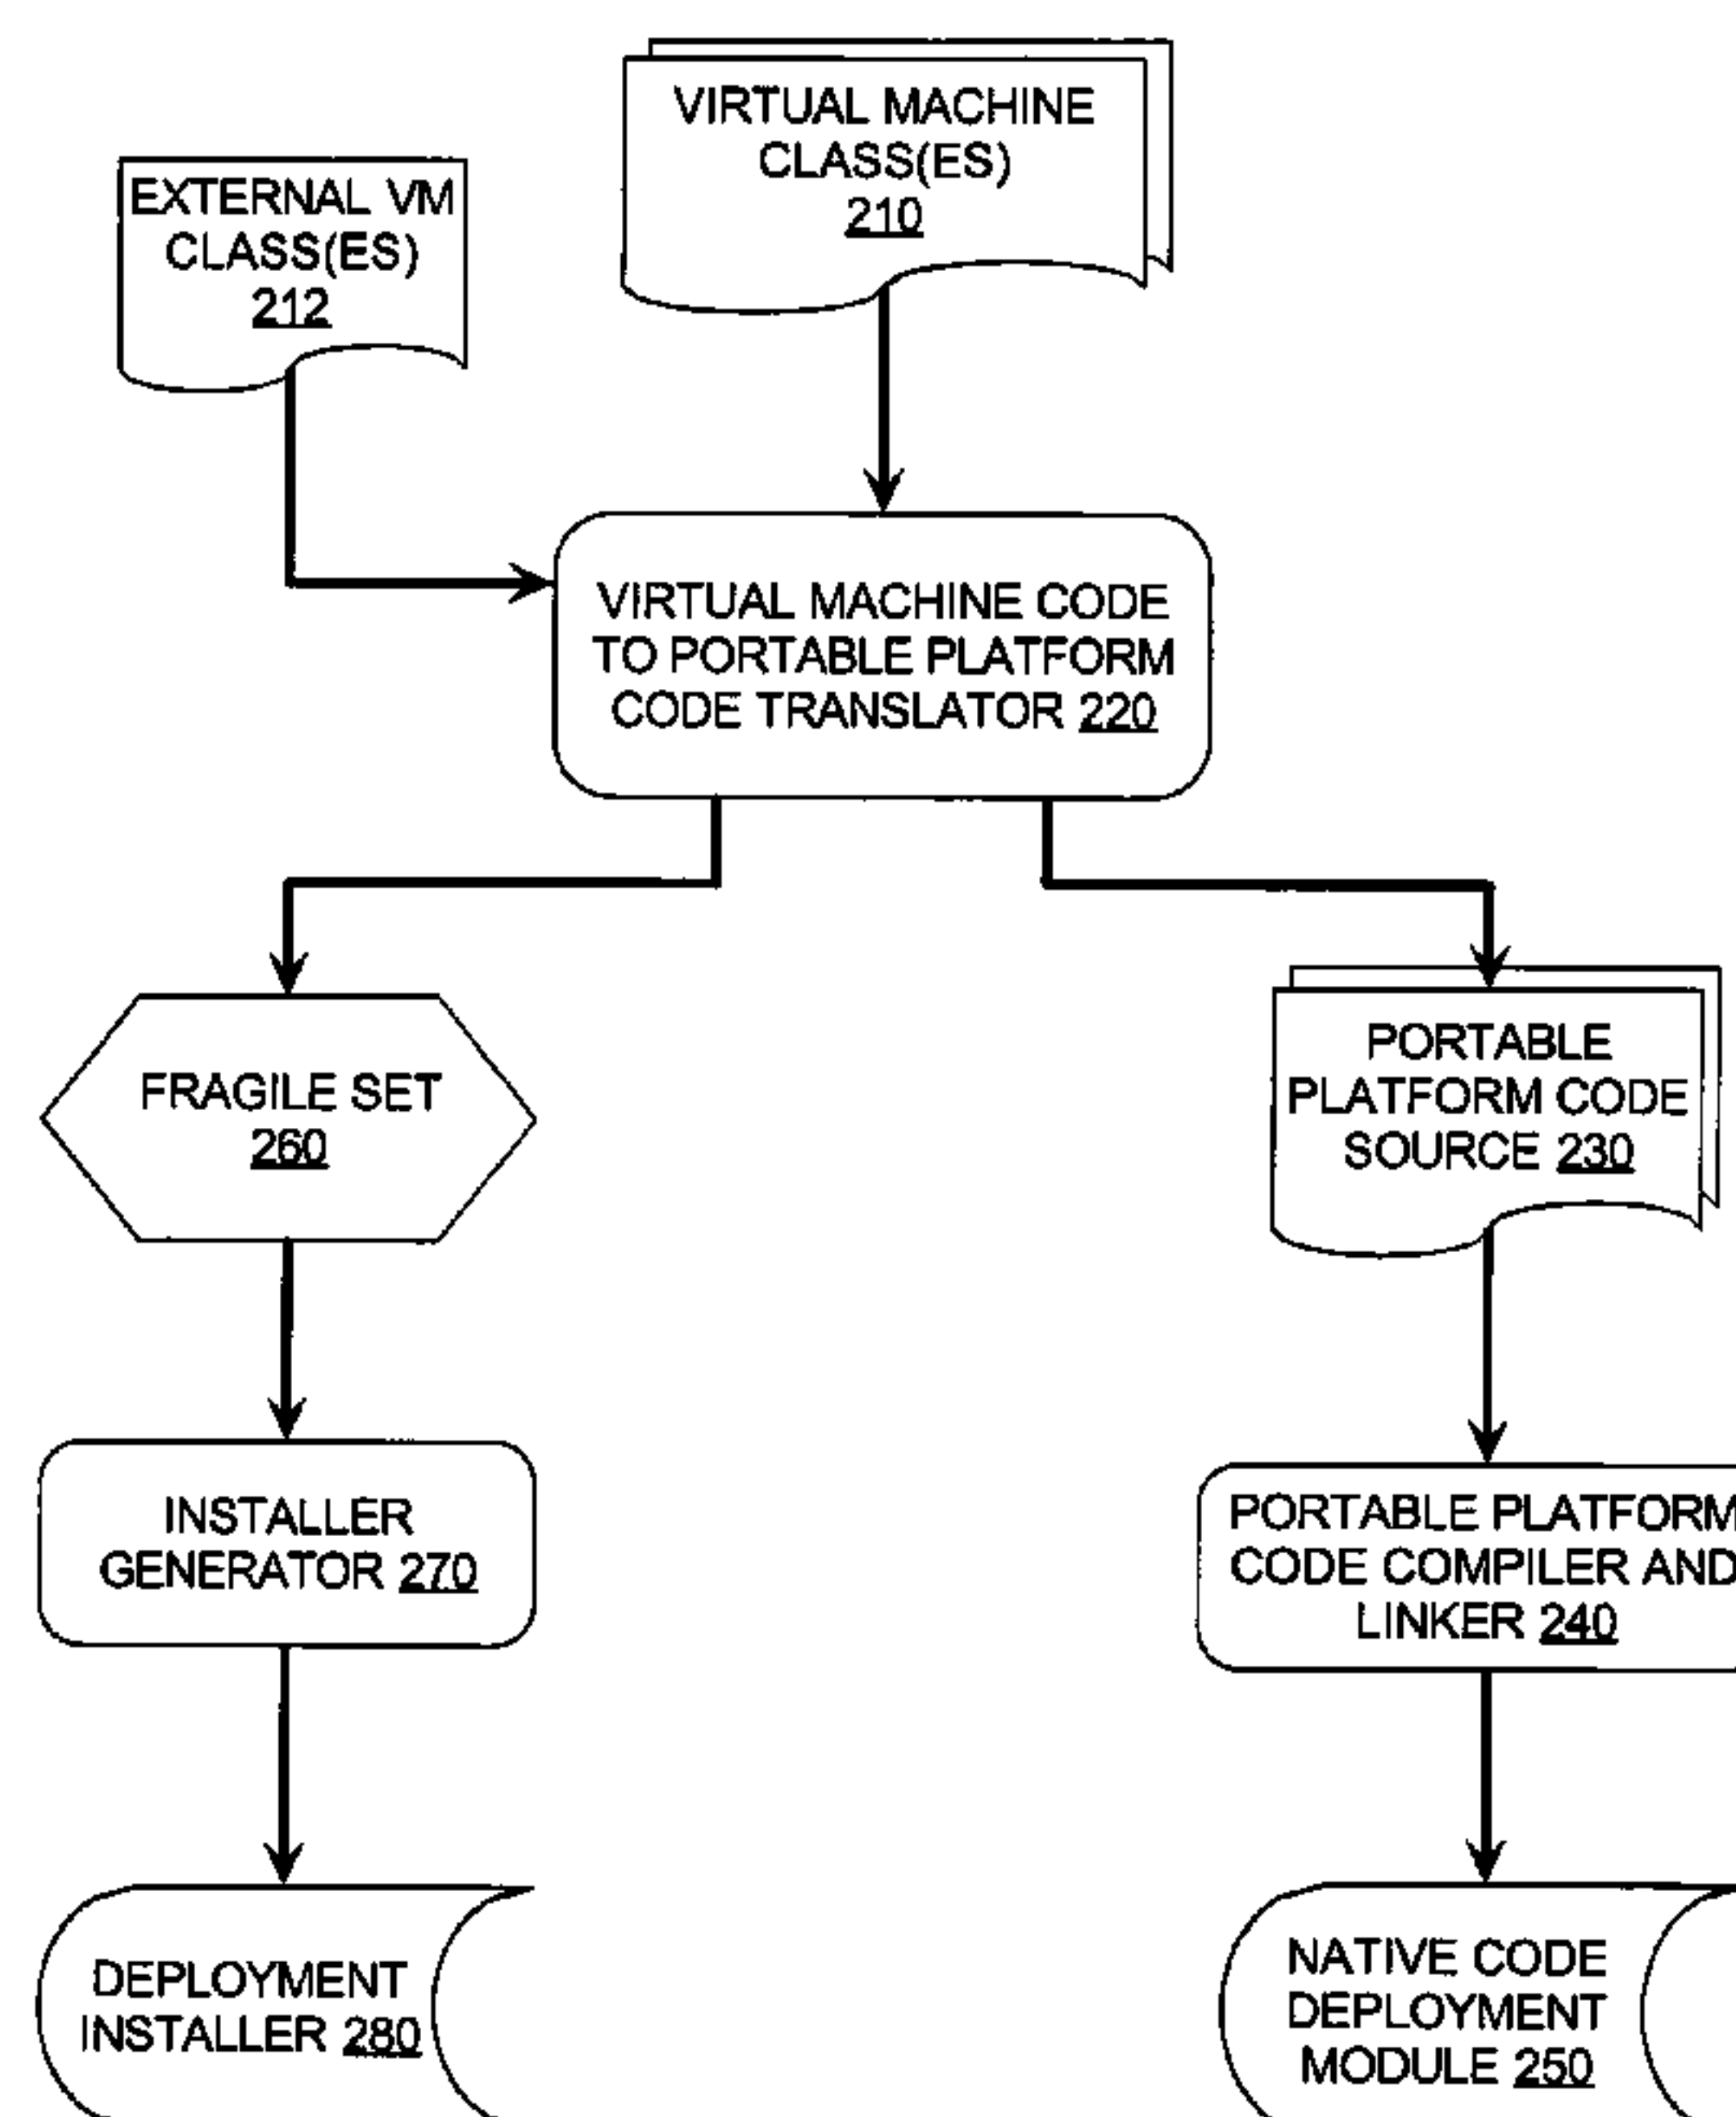 VIRTUAL MACHINE
CLASS(ES)
210
EXTERNAL VM
CLASS(ES)
212
VIRTUAL MACHINE CODE
TO PORTABLE PLATFORM
CODE TRANSLATOR 220
FRAGILE SET
260
PORTABLE
PLATFORM CODE
SOURCE 230
INSTALLER
GENERATOR 270
PORTABLE PLATFORM
CODE COMPILER AND
LINKER 240
DEPLOYMENT
INSTALLER 280
NATIVE CODE
DEPLOYMENT
MODULE 250